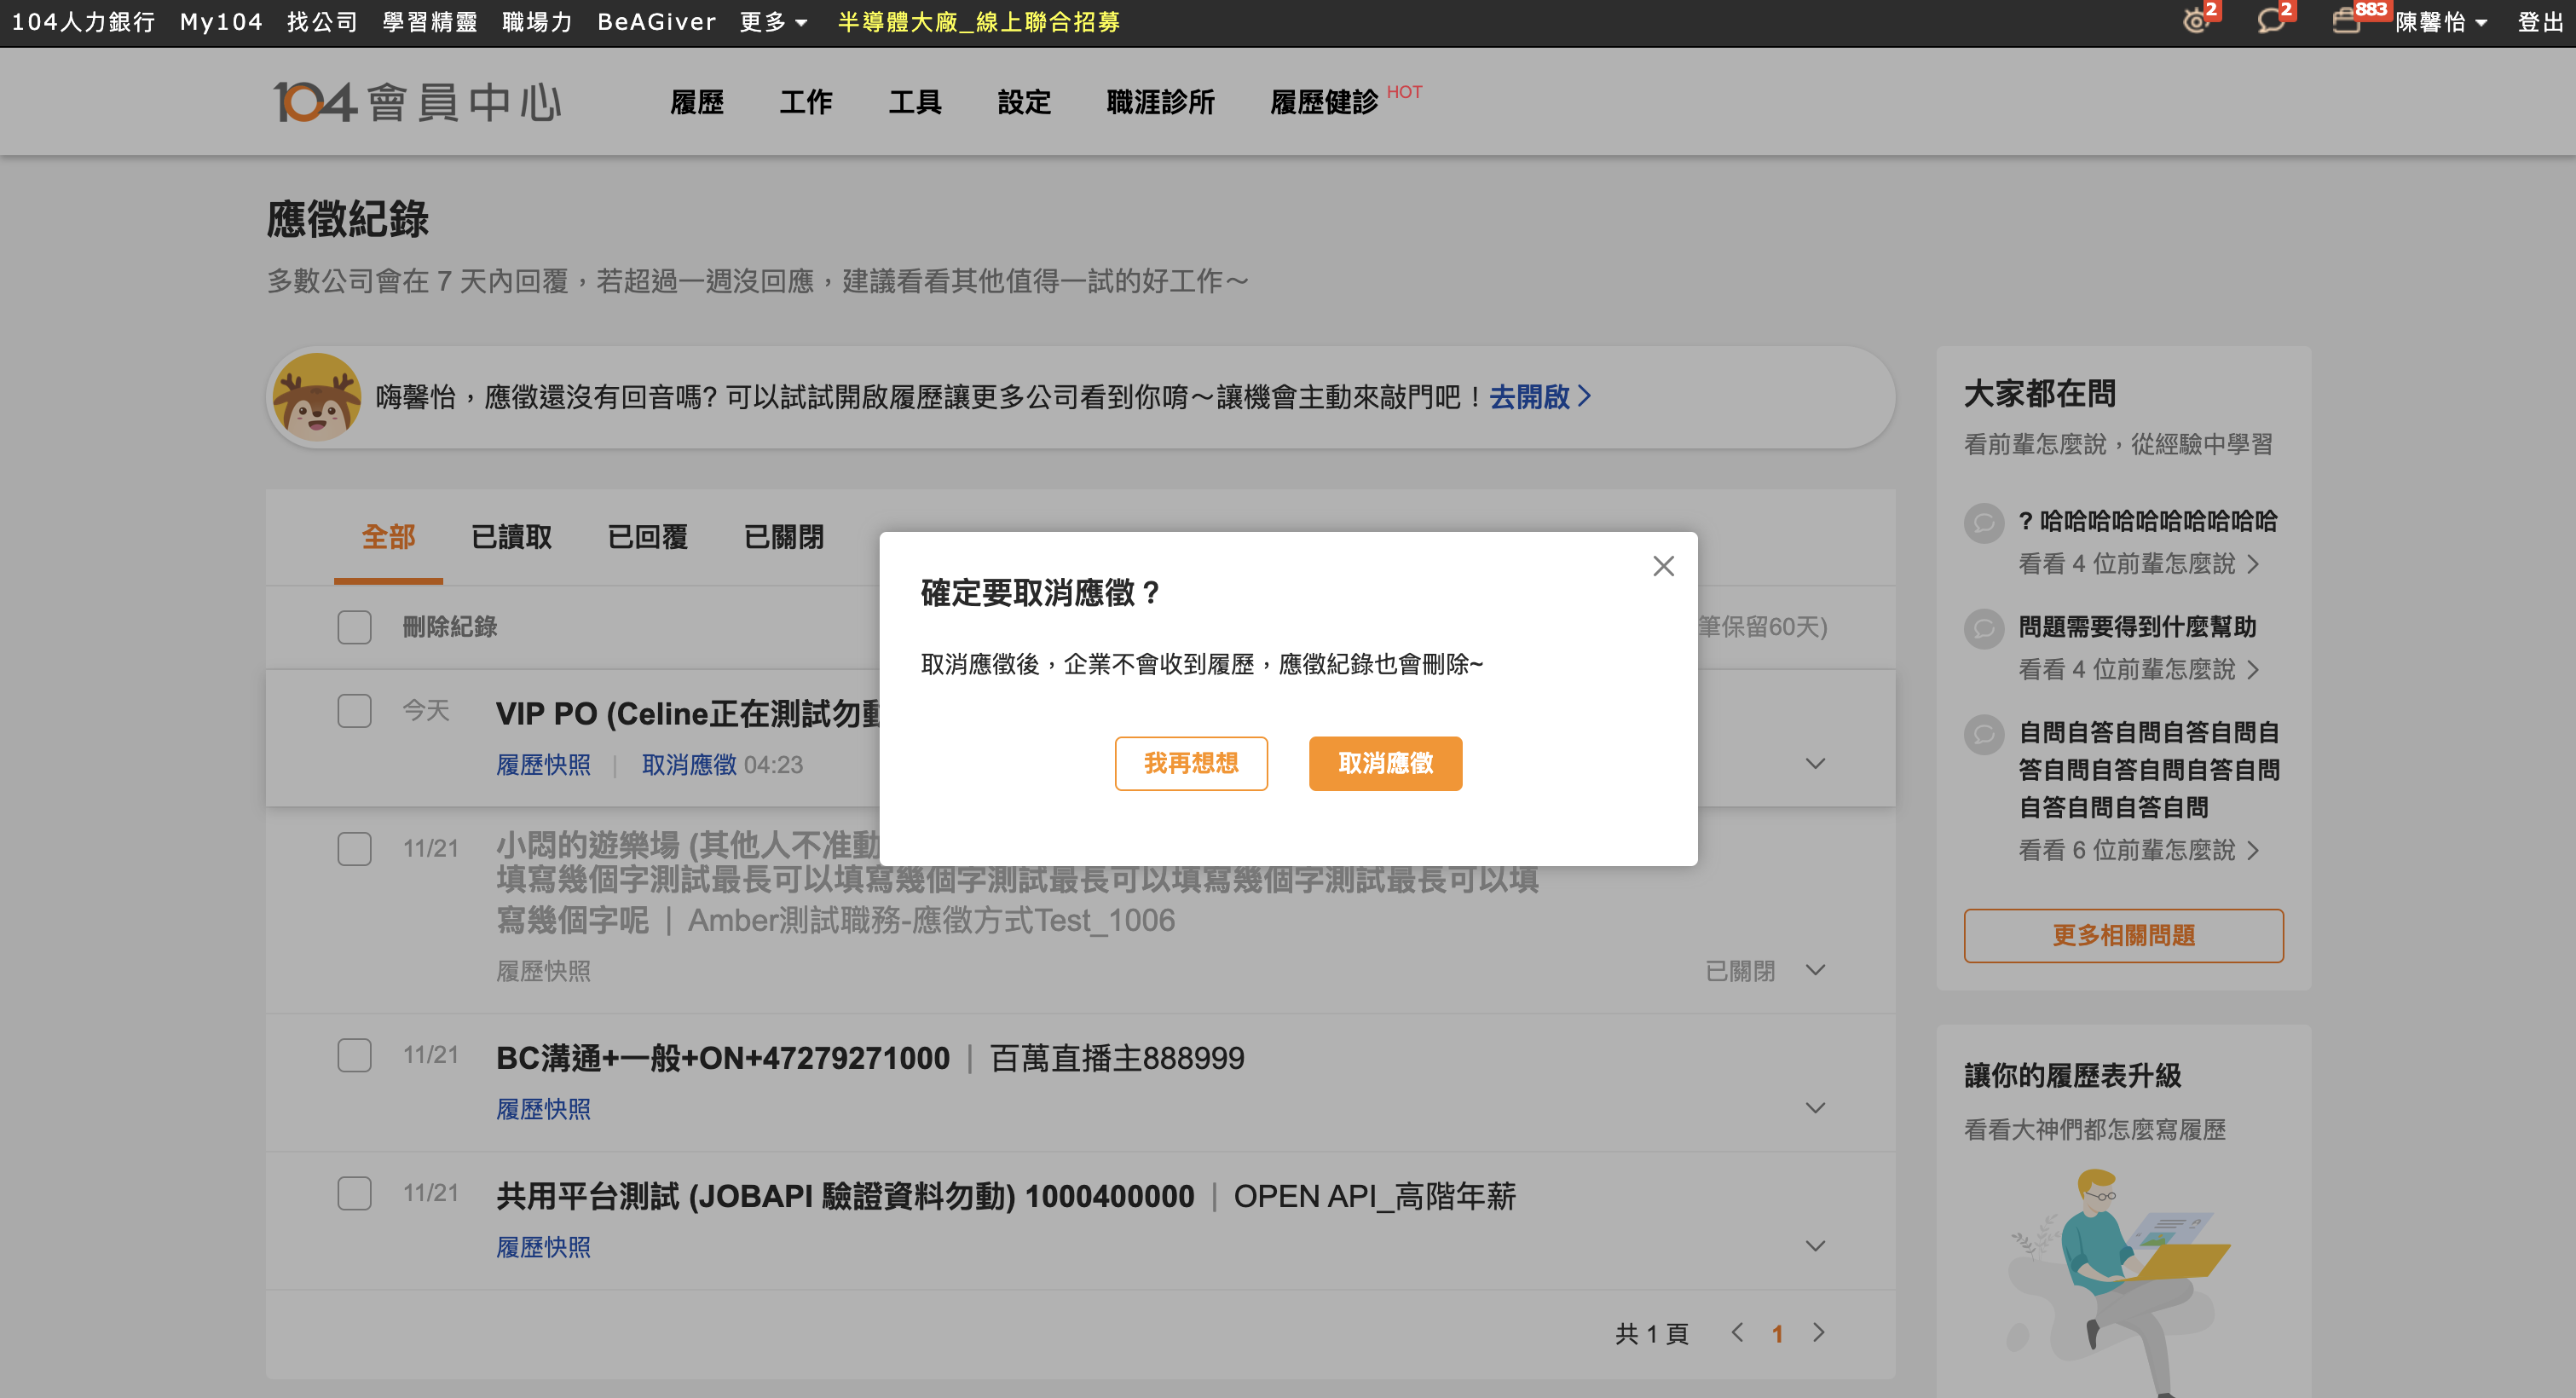 104人力銀行 My104 找公司 學習精靈 職場力 BeAGiver 更多 半導體大廠_線上聯合招募 2 2 883 陳馨怡 登出
104會員中心 履歷 工作 工具 設定 職涯診所 履歷健診 HOT
應徵紀錄
多數公司會在 7 天內回覆，若超過一週沒回應，建議看看其他值得一試的好工作～
嗨馨怡，應徵還沒有回音嗎? 可以試試開啟履歷讓更多公司看到你唷～讓機會主動來敲門吧！去開啟
全部 已讀取 已回覆 已關閉
刪除紀錄
筆保留60天)
今天 VIP PO (Celine正在測試勿動
履歷快照 | 取消應徵 04:23
確定要取消應徵？
取消應徵後，企業不會收到履歷，應徵紀錄也會刪除~
我再想想 取消應徵
11/21 小悶的遊樂場 (其他人不准動
填寫幾個字測試最長可以填寫幾個字測試最長可以填寫幾個字測試最長可以填
寫幾個字呢 | Amber測試職務-應徵方式Test_1006
履歷快照 已關閉
11/21 BC溝通+一般+ON+47279271000 | 百萬直播主888999
履歷快照
11/21 共用平台測試 (JOBAPI 驗證資料勿動) 1000400000 | OPEN API_高階年薪
履歷快照
共 1 頁 1
大家都在問
看前輩怎麼說，從經驗中學習
? 哈哈哈哈哈哈哈哈哈哈
看看 4 位前輩怎麼說
問題需要得到什麼幫助
看看 4 位前輩怎麼說
自問自答自問自答自問自
答自問自答自問自答自問
自答自問自答自問
看看 6 位前輩怎麼說
更多相關問題
讓你的履歷表升級
看看大神們都怎麼寫履歷